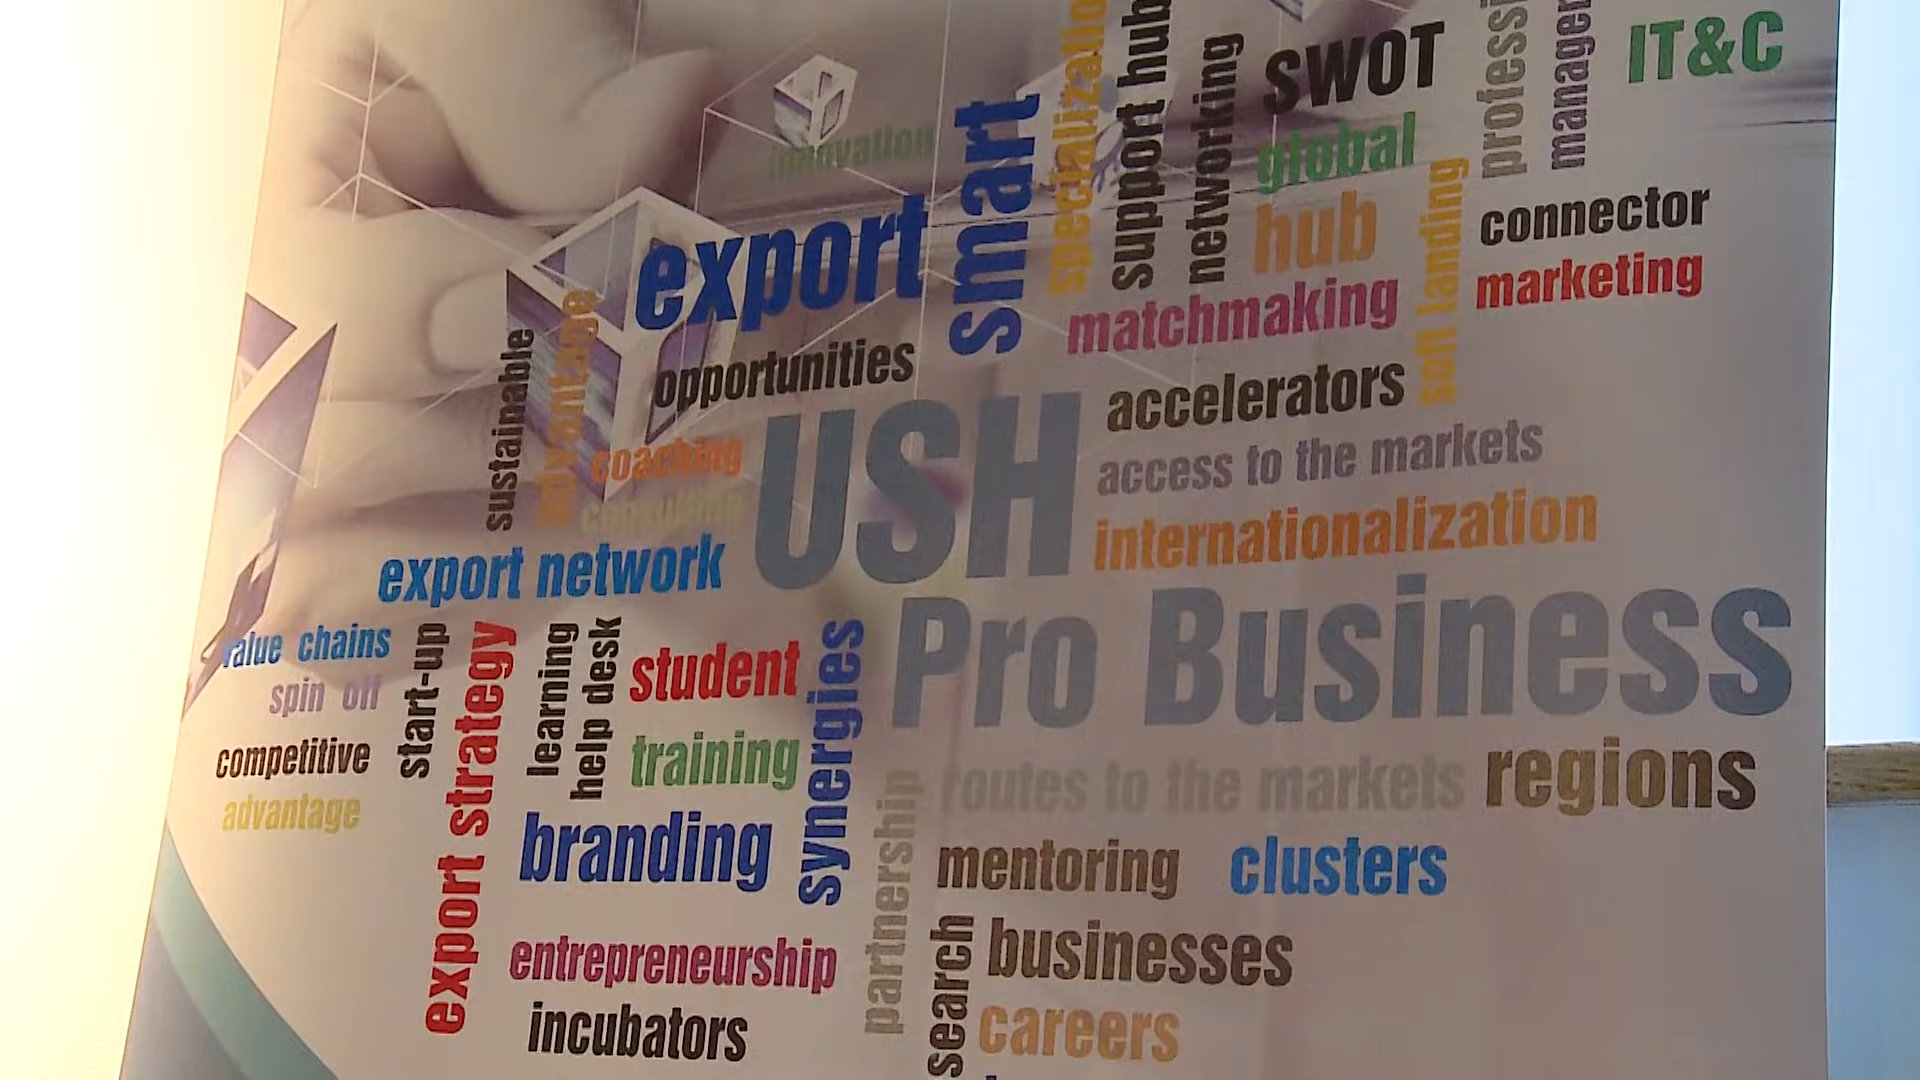 SWOT
IT&C
support hub
networking
global
innovation
smart
export
hub
connector
soft landing
marketing
matchmaking
opportunities
sustainable
advantage
accelerators
coaching
USH
access to the markets
consulting
internationalization
export network
Pro Business
value chains
spin off
start-up
export strategy
learning
help desk
student
synergies
competitive
training
advantage
routes to the markets
regions
branding
partnership
mentoring
clusters
entrepreneurship
businesses
search
incubators
careers